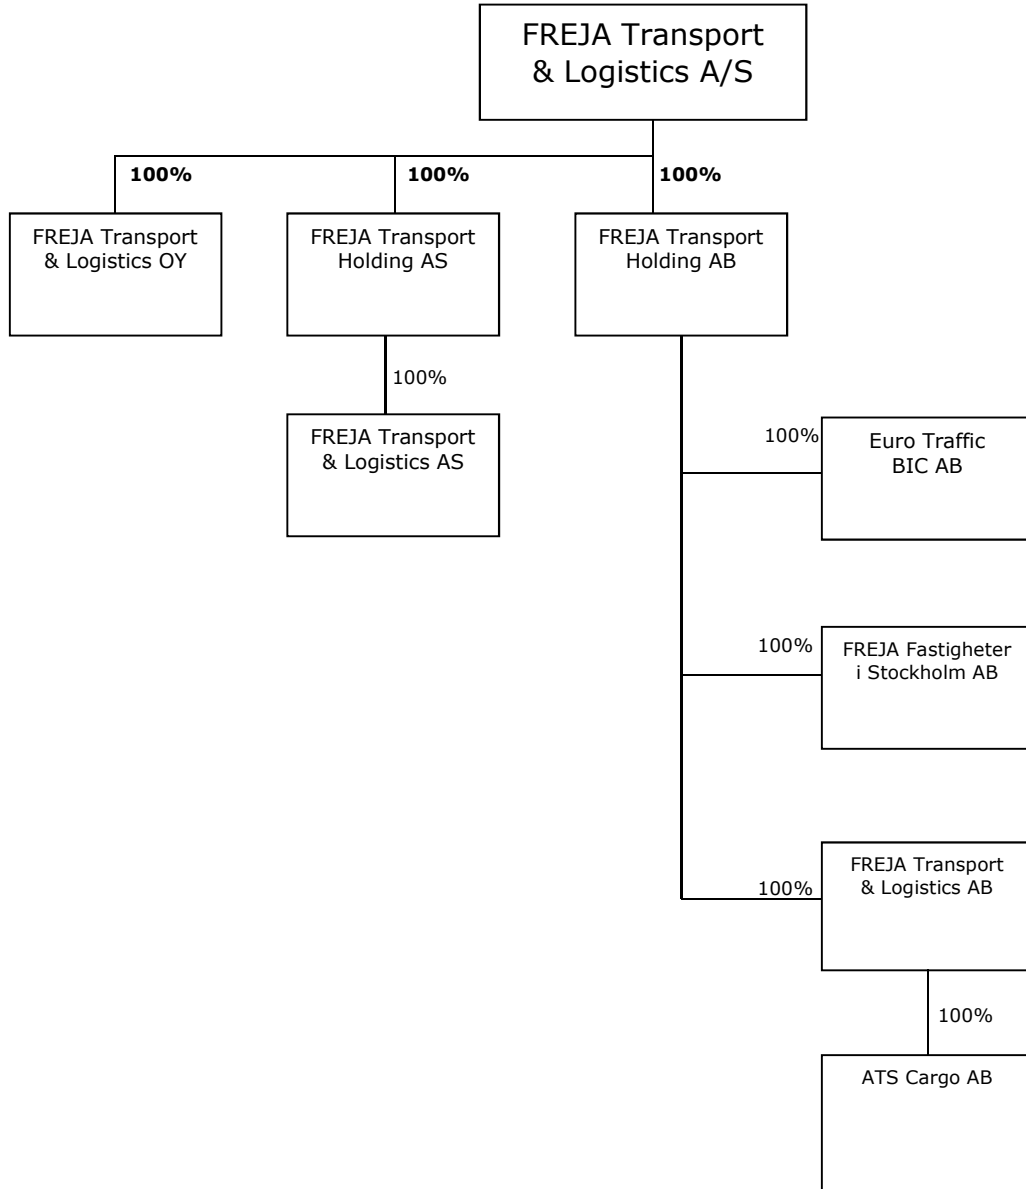 FREJA Transport
& Logistics A/S
100%
100%
100%
FREJA Transport
& Logistics OY
FREJA Transport
Holding AS
FREJA Transport
Holding AB
100%
FREJA Transport
& Logistics AS
100%
Euro Traffic
BIC AB
100%
FREJA Fastigheter
i Stockholm AB
100%
FREJA Transport
& Logistics AB
100%
ATS Cargo AB